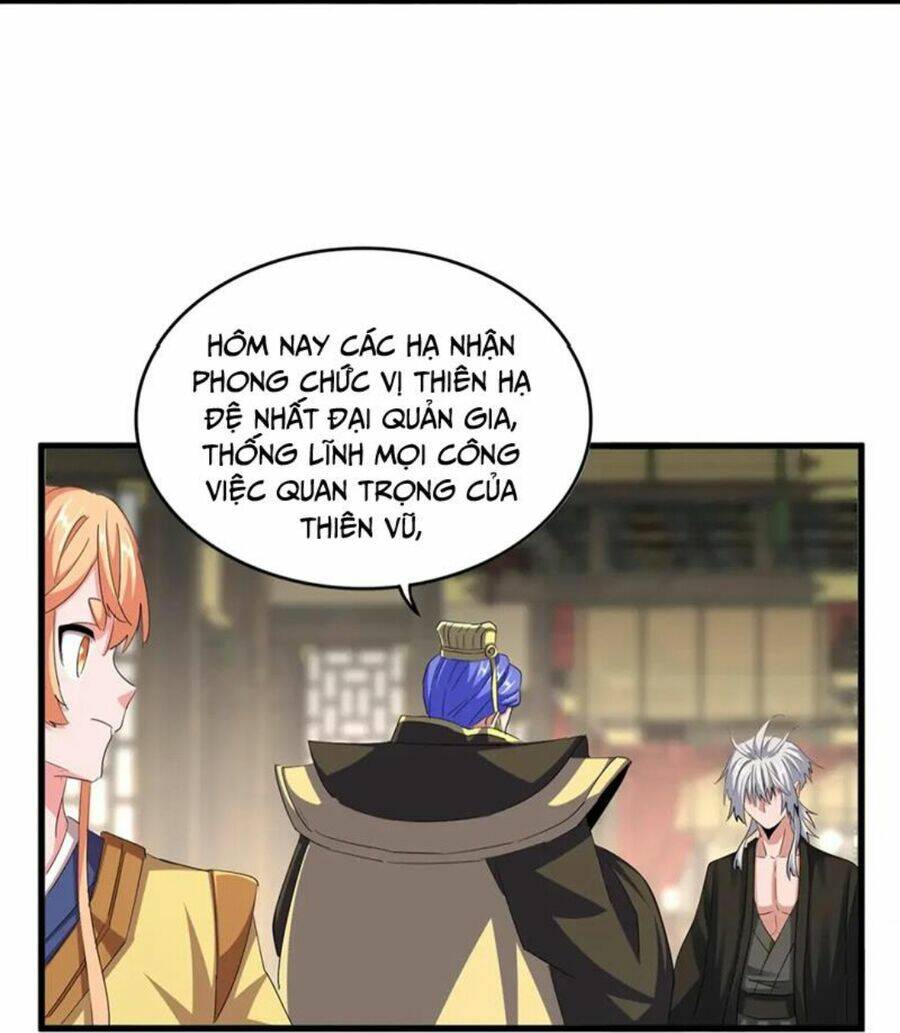 HÔM NAY CÁC HẠ NHẬN
PHONG CHỨC VỊ THIÊN HẠ
ĐỆ NHẤT ĐẠI QUẢN GIA,
THỐNG LĨNH MỌI CÔNG
VIỆC QUAN TRỌNG CỦA
THIÊN VŨ,